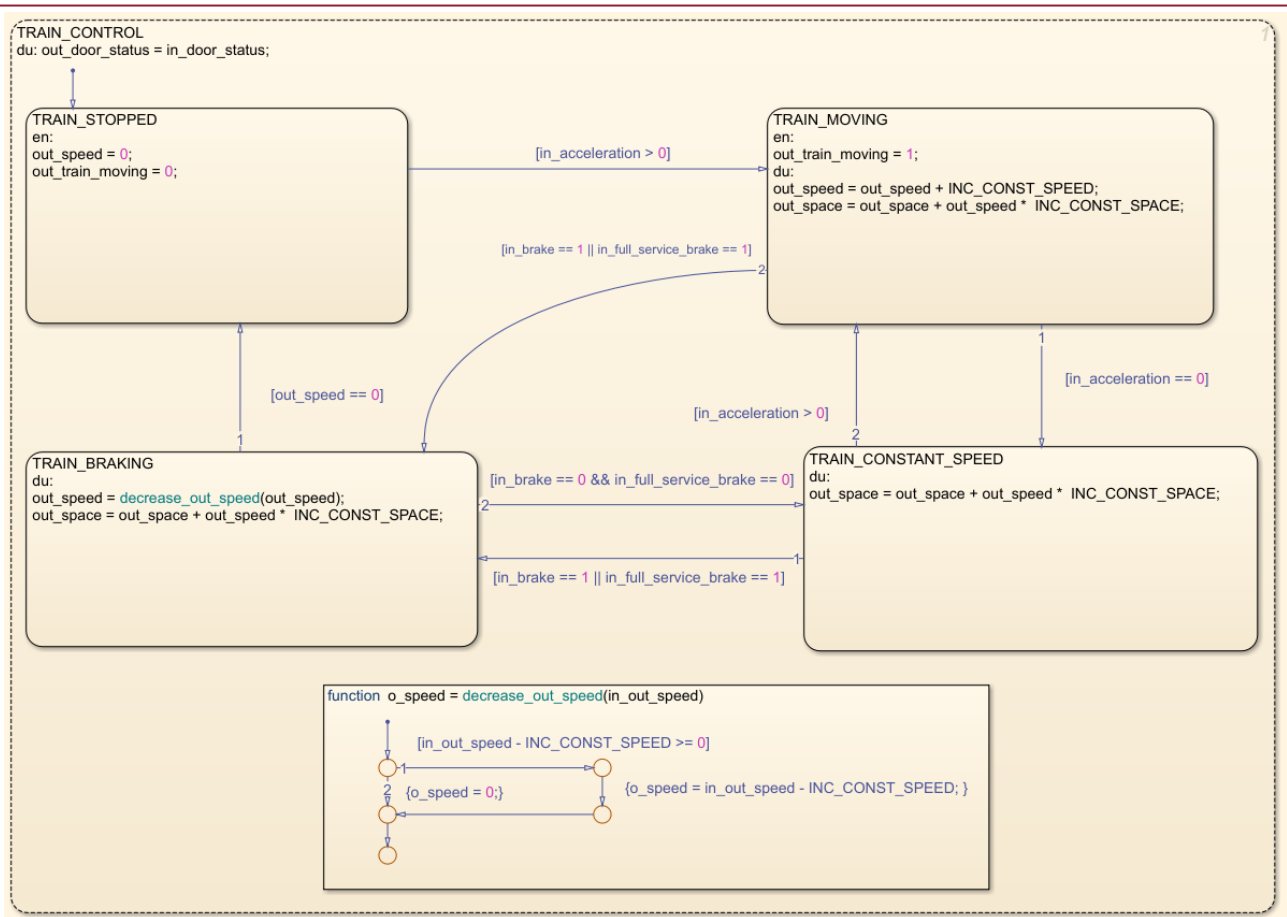 TRAIN_CONTROL
1
du: out_door_status = in_door_status;
TRAIN_STOPPED
en:
out_speed = 0;
out_train_moving = 0;
[in_acceleration > 0]
TRAIN_MOVING
en:
out_train_moving = 1;
du:
out_speed = out_speed + INC_CONST_SPEED;
out_space = out_space + out_speed * INC_CONST_SPACE;
[in_brake == 1 || in_full_service_brake == 1]
2
1
[out_speed == 0]
1
[in_acceleration > 0]
2
[in_acceleration == 0]
TRAIN_BRAKING
du:
out_speed = decrease_out_speed(out_speed);
out_space = out_space + out_speed * INC_CONST_SPACE;
[in_brake == 0 && in_full_service_brake == 0]
2
1
[in_brake == 1 || in_full_service_brake == 1]
TRAIN_CONSTANT_SPEED
du:
out_space = out_space + out_speed * INC_CONST_SPACE;
function o_speed = decrease_out_speed(in_out_speed)
[in_out_speed - INC_CONST_SPEED >= 0]
1
2
{o_speed = 0;}
{o_speed = in_out_speed - INC_CONST_SPEED; }